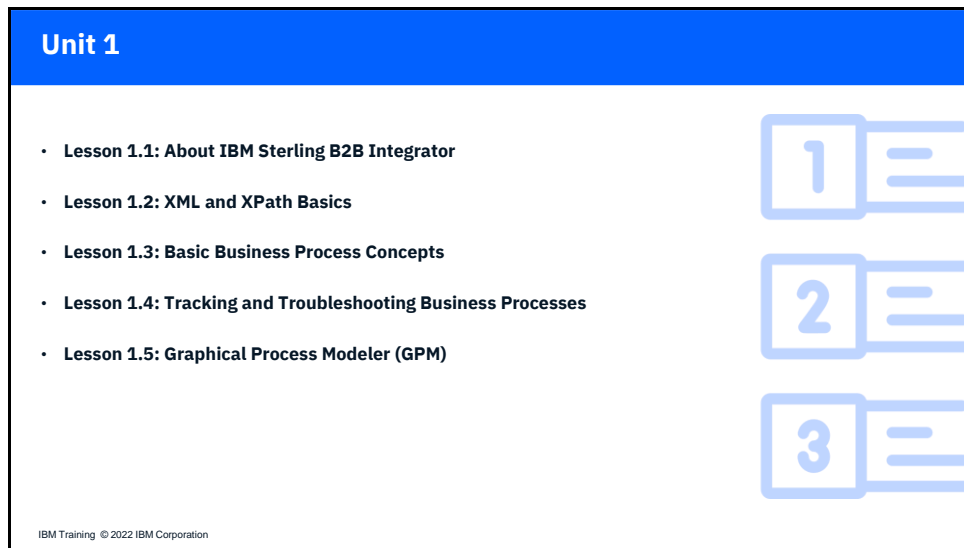 Unit 1
• Lesson 1.1: About IBM Sterling B2B Integrator
• Lesson 1.2: XML and XPath Basics
• Lesson 1.3: Basic Business Process Concepts
• Lesson 1.4: Tracking and Troubleshooting Business Processes
• Lesson 1.5: Graphical Process Modeler (GPM)
1
2
3
IBM Training © 2022 IBM Corporation